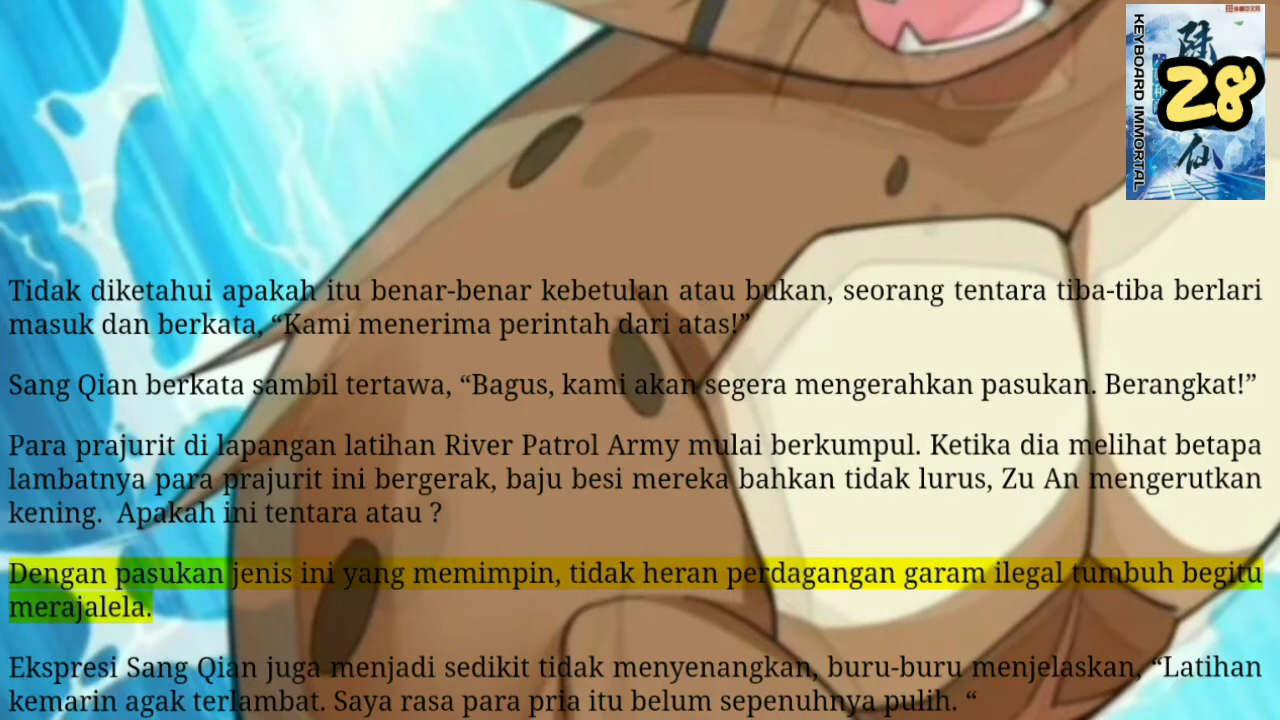 KEYBOARD IMMORTAL
陆
28
仙
Tidak diketahui apakah itu benar-benar kebetulan atau bukan, seorang tentara tiba-tiba berlari
masuk dan berkata, “Kami menerima perintah dari atas!”
Sang Qian berkata sambil tertawa, “Bagus, kami akan segera mengerahkan pasukan. Berangkat!”
Para prajurit di lapangan latihan River Patrol Army mulai berkumpul. Ketika dia melihat betapa
lambatnya para prajurit ini bergerak, baju besi mereka bahkan tidak lurus, Zu An mengerutkan
kening.  Apakah ini tentara atau ?
Dengan pasukan jenis ini yang memimpin, tidak heran perdagangan garam ilegal tumbuh begitu
merajalela.
Ekspresi Sang Qian juga menjadi sedikit tidak menyenangkan, buru-buru menjelaskan, “Latihan
kemarin agak terlambat. Saya rasa para pria itu belum sepenuhnya pulih. “